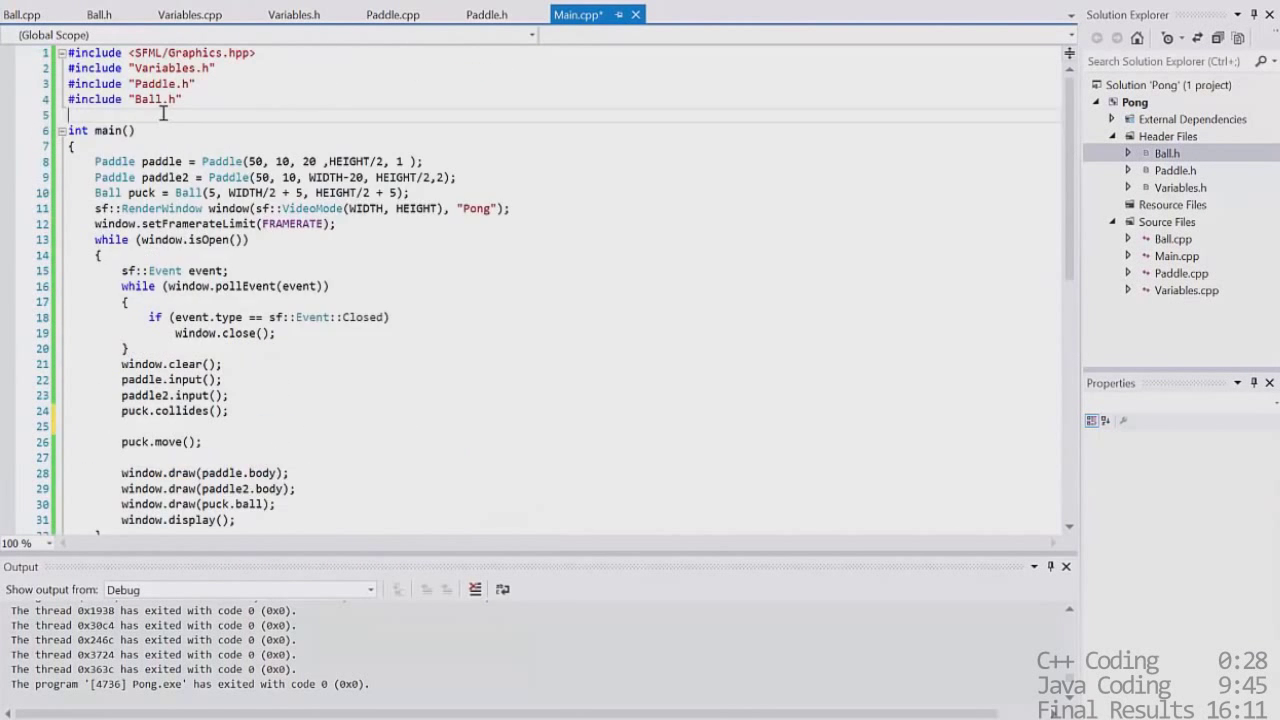 Ball.cpp Ball.h Variables.cpp Variables.h Paddle.cpp Paddle.h Main.cpp*
(Global Scope)
1 #include <SFML/Graphics.hpp>
2 #include "Variables.h"
3 #include "Paddle.h"
4 #include "Ball.h"
5
6 int main()
7 {
8 Paddle paddle = Paddle(50, 10, 20 ,HEIGHT/2, 1 );
9 Paddle paddle2 = Paddle(50, 10, WIDTH-20, HEIGHT/2,2);
10 Ball puck = Ball(5, WIDTH/2 + 5, HEIGHT/2 + 5);
11 sf::RenderWindow window(sf::VideoMode(WIDTH, HEIGHT), "Pong");
12 window.setFramerateLimit(FRAMERATE);
13 while (window.isOpen())
14 {
15 sf::Event event;
16 while (window.pollEvent(event))
17 {
18 if (event.type == sf::Event::Closed)
19 window.close();
20 }
21 window.clear();
22 paddle.input();
23 paddle2.input();
24 puck.collides();
25
26 puck.move();
27
28 window.draw(paddle.body);
29 window.draw(paddle2.body);
30 window.draw(puck.ball);
31 window.display();
100 %
Output
Show output from: Debug
The thread 0x1938 has exited with code 0 (0x0).
The thread 0x30c4 has exited with code 0 (0x0).
The thread 0x246c has exited with code 0 (0x0).
The thread 0x3724 has exited with code 0 (0x0).
The thread 0x363c has exited with code 0 (0x0).
The program '[4736] Pong.exe' has exited with code 0 (0x0).
Solution Explorer
Search Solution Explorer (Ctrl+;)
Solution 'Pong' (1 project)
Pong
External Dependencies
Header Files
Ball.h
Paddle.h
Variables.h
Resource Files
Source Files
Ball.cpp
Main.cpp
Paddle.cpp
Variables.cpp
Properties
C++ Coding 0:28
Java Coding 9:45
Final Results 16:11